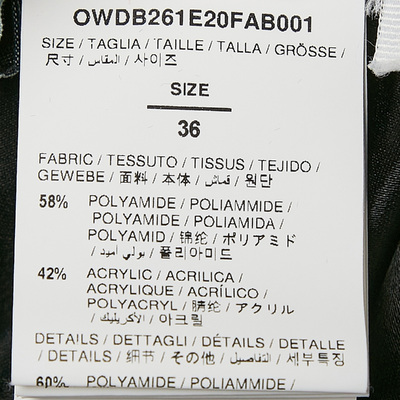 OWDB261E20FAB001
SIZE / TAGLIA / TAILLE / TALLA / GRÖSSE /
尺寸 / المقاس / 사이즈
SIZE
36
FABRIC / TESSUTO / TISSUS / TEJIDO /
GEWEBE / 面料 / 本体 / قماش / 원단
58% POLYAMIDE / POLIAMMIDE /
POLYAMIDE / POLIAMIDA /
POLYAMID / 锦纶 / ポリアミド
/ بولي أميد / 폴리아미드
42% ACRYLIC / ACRILICA /
ACRYLIQUE / ACRÍLICO /
POLYACRYL / 腈纶 / アクリル
/ الأكريليك / 아크릴
DETAILS / DETTAGLI / DÉTAILS / DETALLE
/ DETAILS / 细节 / その他 / التفاصيل / 세부특징
60% POLYAMIDE / POLIAMMIDE /